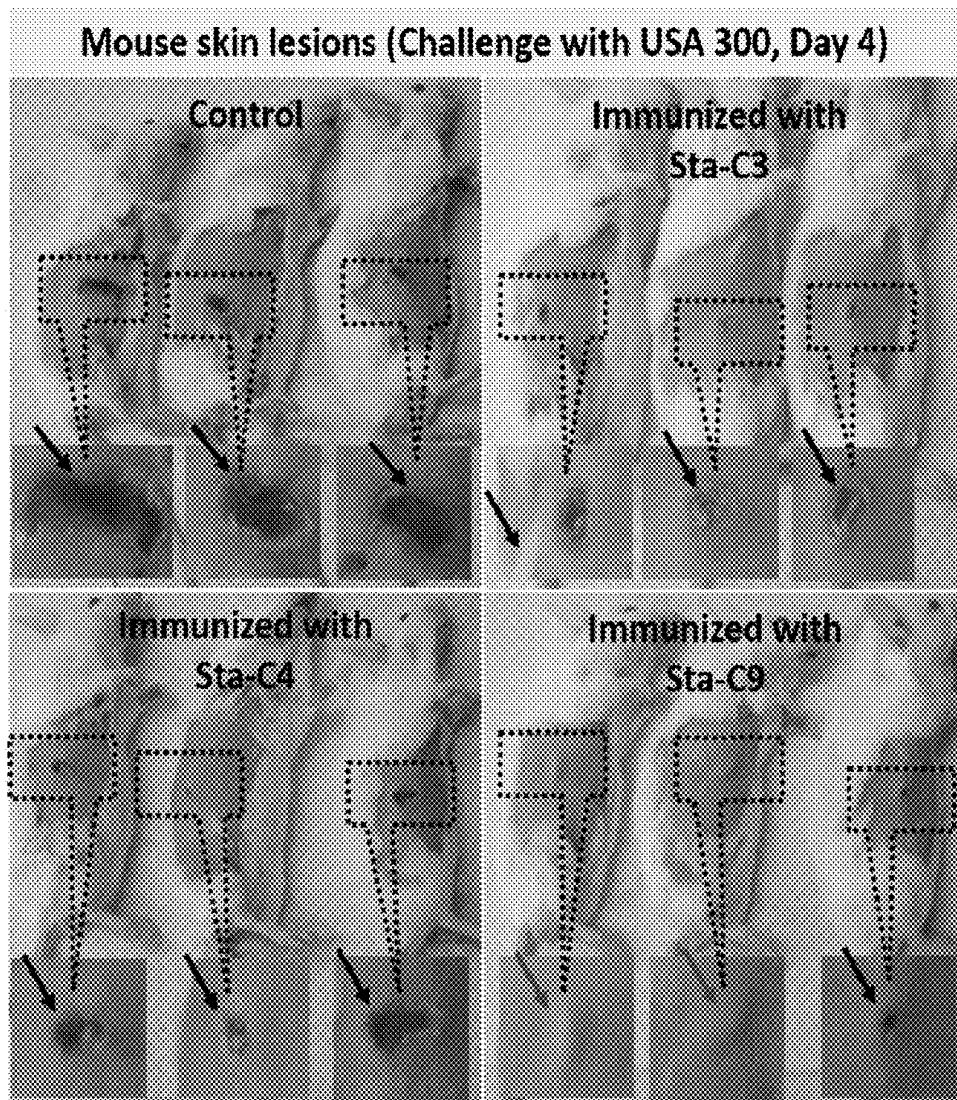 Mouse skin lesions (Challenge with USA 300, Day 4)
Control
Immunized with
Sta-C3
Immunized with
Sta-C4
Immunized with
Sta-C9